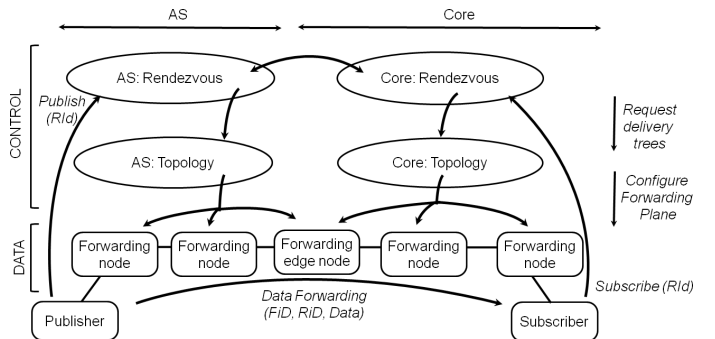 AS
Core
AS: Rendezvous
Core: Rendezvous
Publish
(RId)
CONTROL
Request
delivery
trees
AS: Topology
Core: Topology
Configure
Forwarding
Plane
DATA
Forwarding
node
Forwarding
node
Forwarding
edge node
Forwarding
node
Forwarding
node
Subscribe (RId)
Data Forwarding
(FiD, RiD, Data)
Publisher
Subscriber